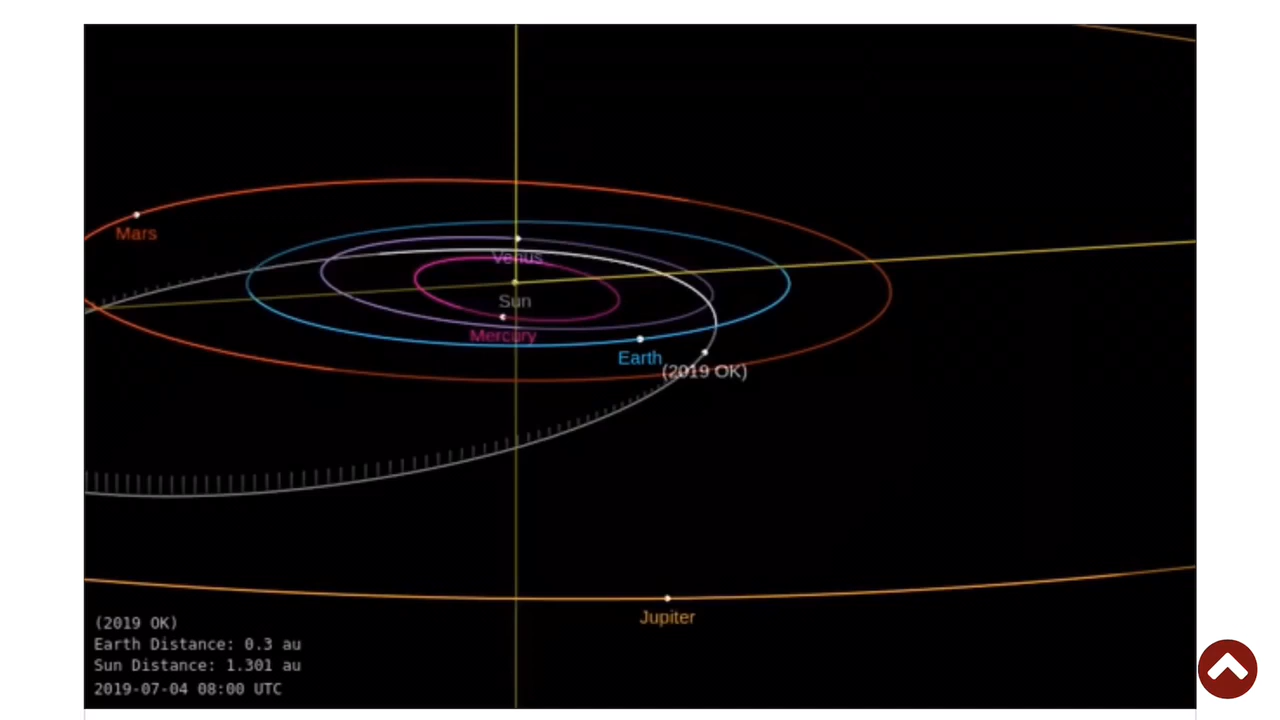 Mars
Venus
Sun
Mercury
Earth
(2019 OK)
Jupiter
(2019 OK)
Earth Distance: 0.3 au
Sun Distance: 1.301 au
2019-07-04 08:00 UTC